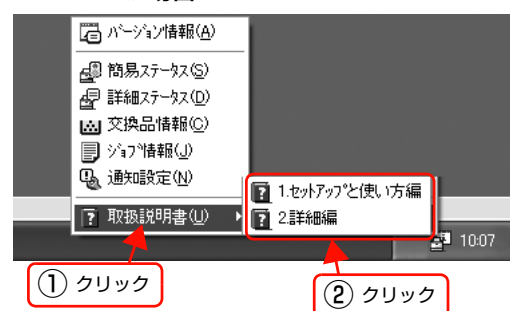 バージョン情報(A)
簡易ステータス(S)
詳細ステータス(D)
交換品情報(C)
ジョブ情報(J)
通知設定(N)
取扱説明書(U)
1.セットアップと使い方編
2.詳細編
10:07
① クリック
② クリック